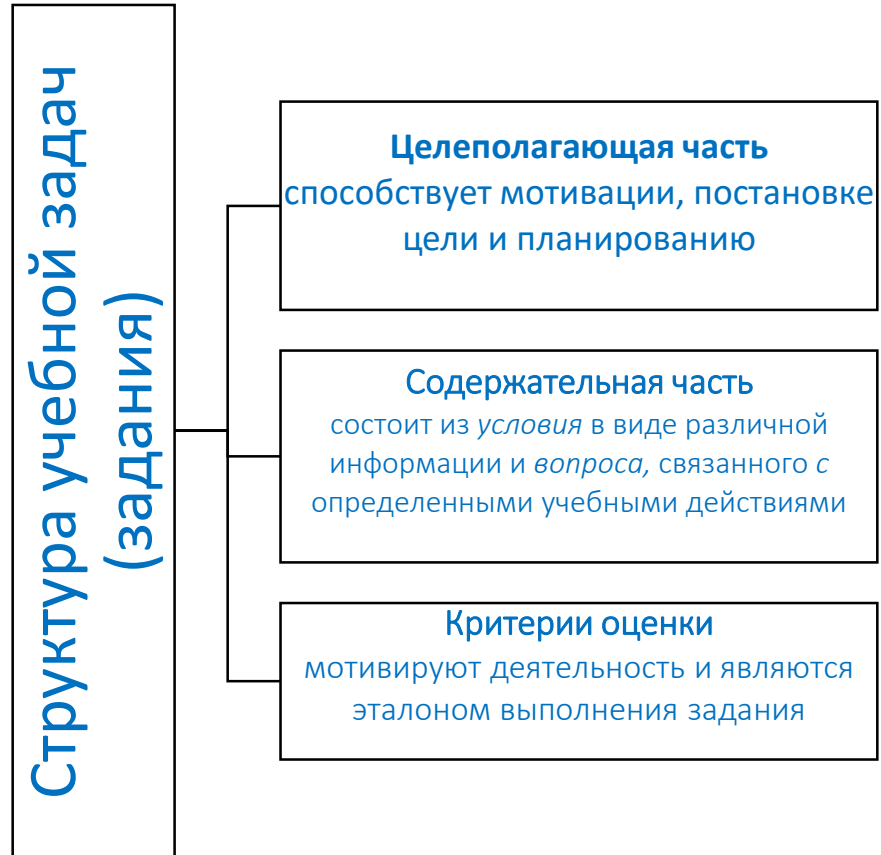 Структура учебной задач
(задания)
Целеполагающая часть
способствует мотивации, постановке
цели и планированию
Содержательная часть
состоит из условия в виде различной
информации и вопроса, связанного с
определенными учебными действиями
Критерии оценки
мотивируют деятельность и являются
эталоном выполнения задания